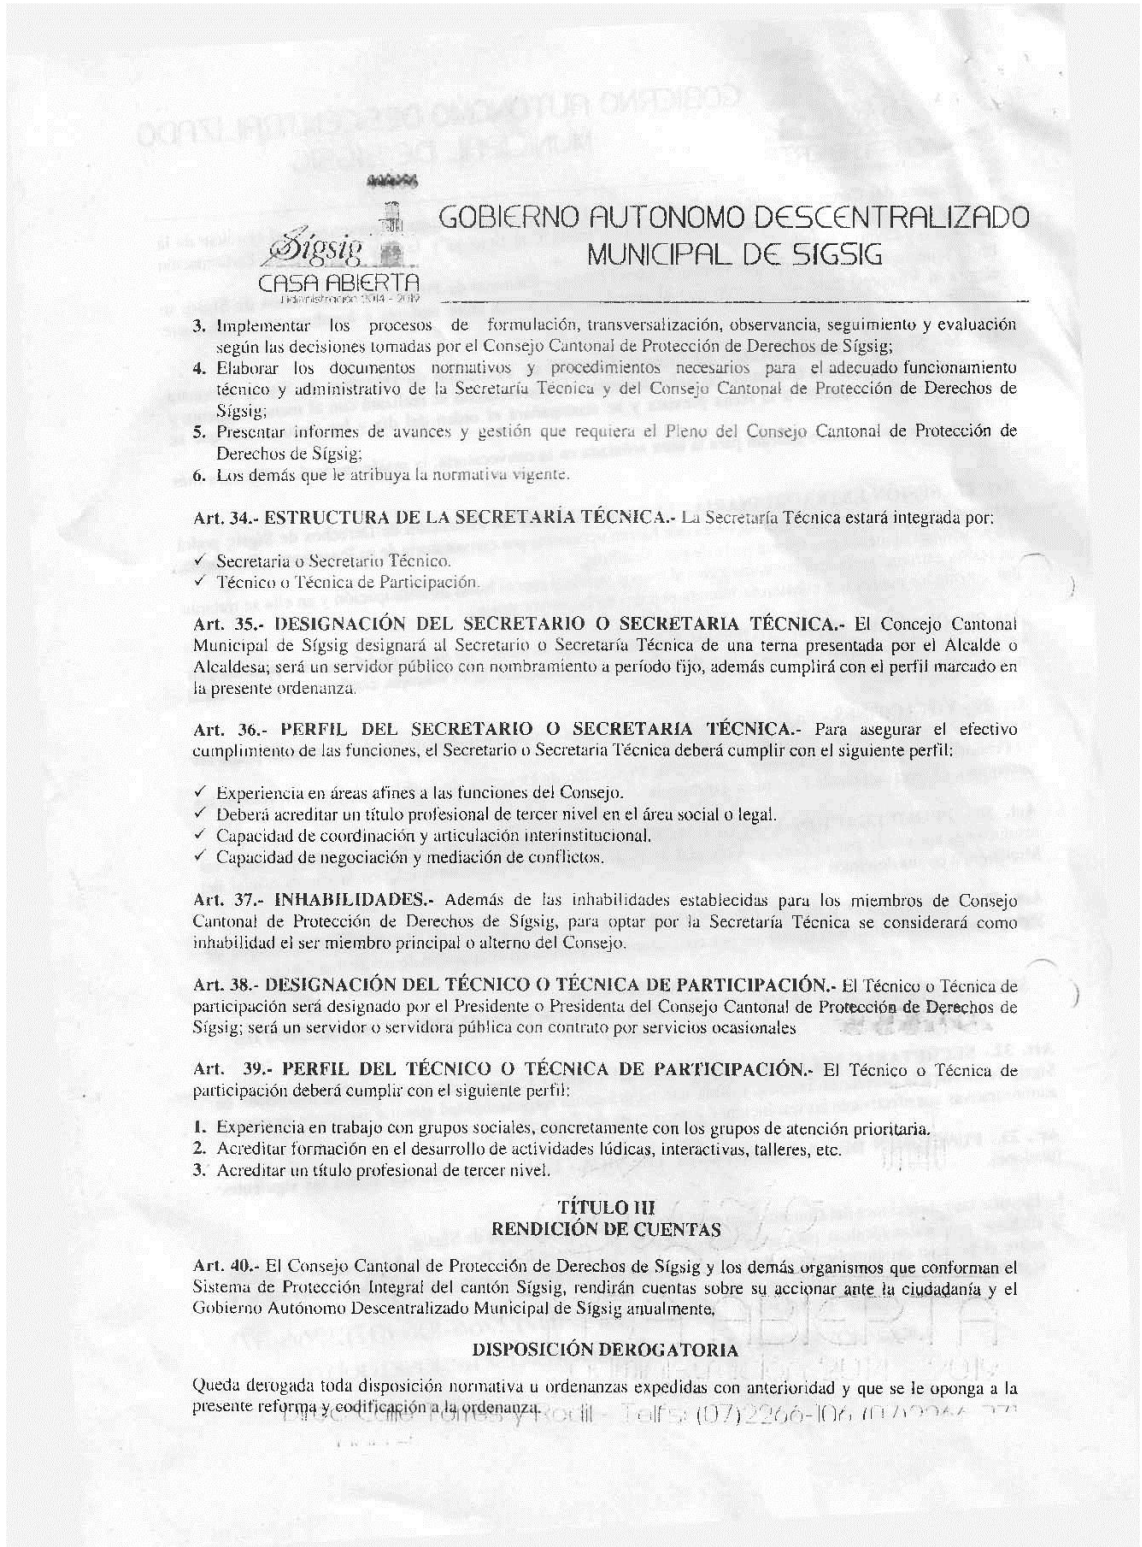 GOBIERNO AUTONOMO DESCENTRALIZADO
MUNICIPAL DE SIGSIG
Sígsig
CASA ABIERTA
3. Implementar los procesos de formulación, transversalización, observancia, seguimiento y evaluación
según las decisiones tomadas por el Consejo Cantonal de Protección de Derechos de Sígsig;
4. Elaborar los documentos normativos y procedimientos necesarios para el adecuado funcionamiento
técnico y administrativo de la Secretaría Técnica y del Consejo Cantonal de Protección de Derechos de
Sígsig;
5. Presentar informes de avances y gestión que requiera el Pleno del Consejo Cantonal de Protección de
Derechos de Sígsig;
6. Los demás que le atribuya la normativa vigente.
Art. 34.- ESTRUCTURA DE LA SECRETARÍA TÉCNICA.- La Secretaría Técnica estará integrada por:
✓ Secretaria o Secretario Técnico.
✓ Técnico o Técnica de Participación.
Art. 35.- DESIGNACIÓN DEL SECRETARIO O SECRETARIA TÉCNICA.- El Concejo Cantonal
Municipal de Sígsig designará al Secretario o Secretaría Técnica de una terna presentada por el Alcalde o
Alcaldesa; será un servidor público con nombramiento a período fijo, además cumplirá con el perfil marcado en
la presente ordenanza.
Art. 36.- PERFIL DEL SECRETARIO O SECRETARÍA TÉCNICA.- Para asegurar el efectivo
cumplimiento de las funciones, el Secretario o Secretaria Técnica deberá cumplir con el siguiente perfil:
✓ Experiencia en áreas afines a las funciones del Consejo.
✓ Deberá acreditar un título profesional de tercer nivel en el área social o legal.
✓ Capacidad de coordinación y articulación interinstitucional.
✓ Capacidad de negociación y mediación de conflictos.
Art. 37.- INHABILIDADES.- Además de las inhabilidades establecidas para los miembros de Consejo
Cantonal de Protección de Derechos de Sígsig, para optar por la Secretaría Técnica se considerará como
inhabilidad el ser miembro principal o alterno del Consejo.
Art. 38.- DESIGNACIÓN DEL TÉCNICO O TÉCNICA DE PARTICIPACIÓN.- El Técnico o Técnica de
participación será designado por el Presidente o Presidenta del Consejo Cantonal de Protección de Derechos de
Sígsig; será un servidor o servidora pública con contrato por servicios ocasionales
Art. 39.- PERFIL DEL TÉCNICO O TÉCNICA DE PARTICIPACIÓN.- El Técnico o Técnica de
participación deberá cumplir con el siguiente perfil:
1. Experiencia en trabajo con grupos sociales, concretamente con los grupos de atención prioritaria.
2. Acreditar formación en el desarrollo de actividades lúdicas, interactivas, talleres, etc.
3. Acreditar un título profesional de tercer nivel.
TÍTULO III
RENDICIÓN DE CUENTAS
Art. 40.- El Consejo Cantonal de Protección de Derechos de Sígsig y los demás organismos que conforman el
Sistema de Protección Integral del cantón Sígsig, rendirán cuentas sobre su accionar ante la ciudadanía y el
Gobierno Autónomo Descentralizado Municipal de Sígsig anualmente.
DISPOSICIÓN DEROGATORIA
Queda derogada toda disposición normativa u ordenanzas expedidas con anterioridad y que se le oponga a la
presente reforma y codificación a la ordenanza.